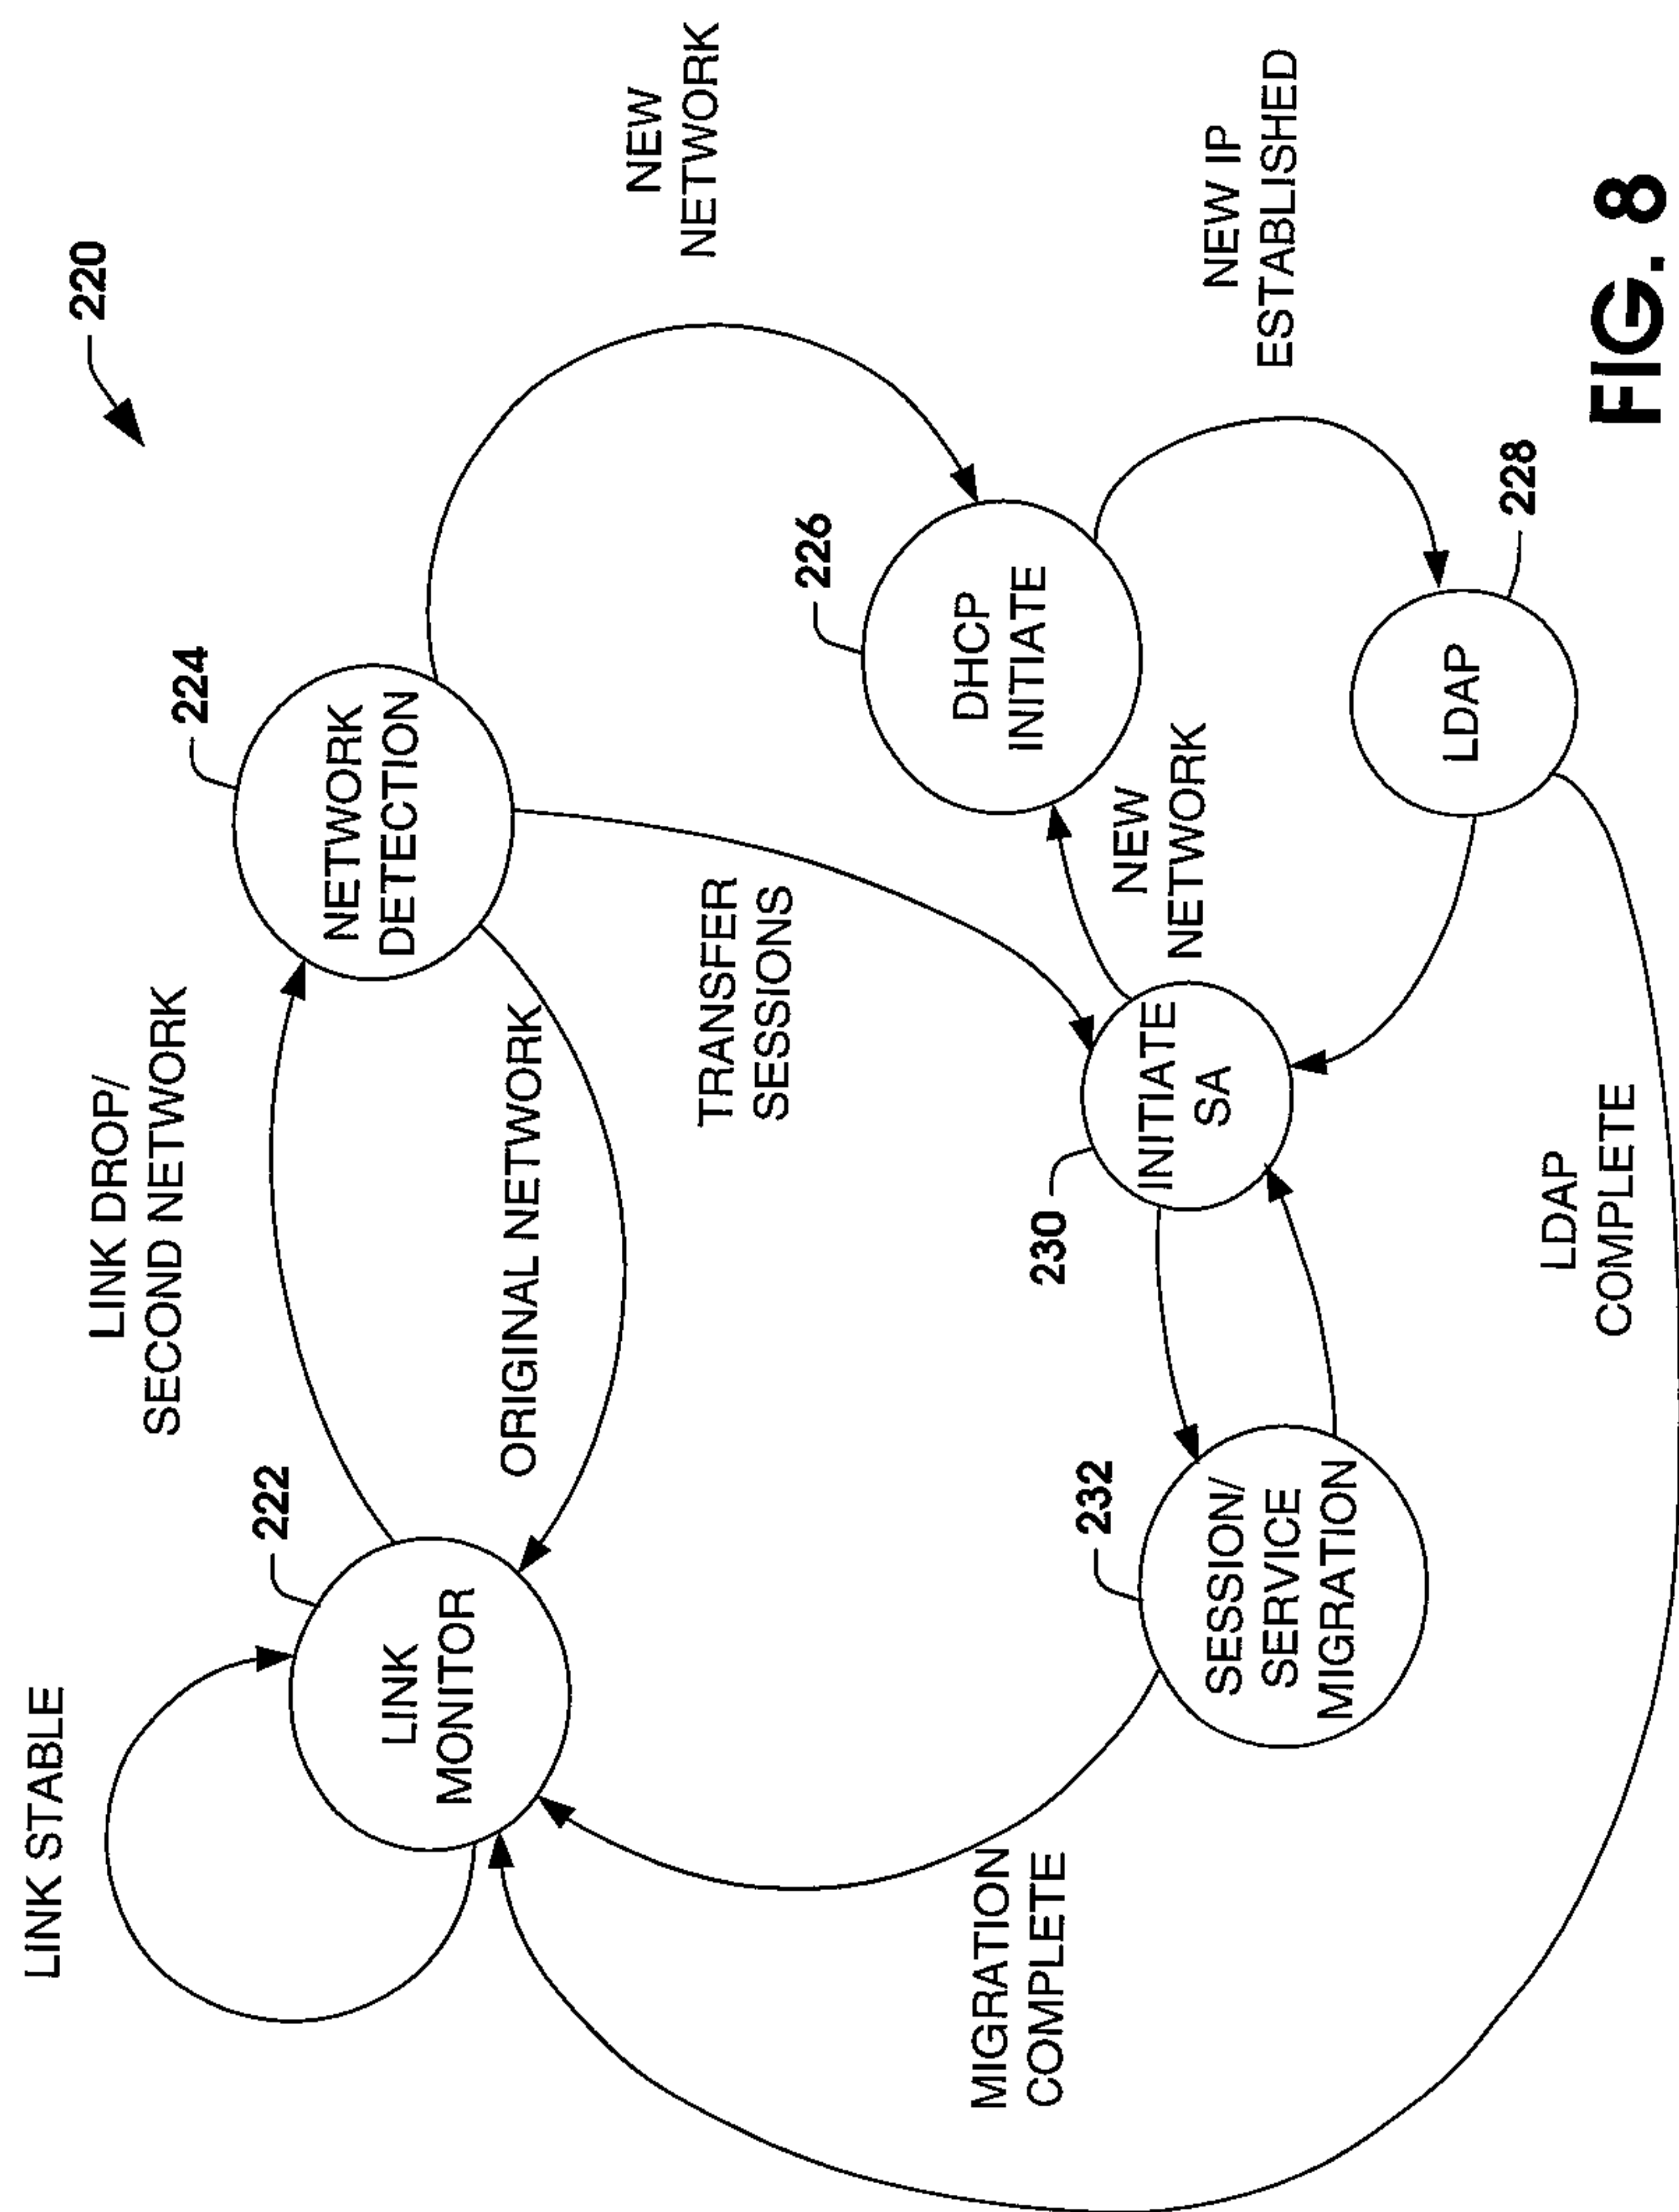 220
LINK STABLE
LINK DROP/
SECOND NETWORK
224
222
NETWORK
DETECTION
LINK
MONITOR
ORIGINAL NETWORK
NEW
NETWORK
TRANSFER
SESSIONS
226
DHCP
INITIATE
MIGRATION
COMPLETE
232
230
NEW
NETWORK
INITIATE
SA
SESSION/
SERVICE
MIGRATION
NEW IP
ESTABLISHED
LDAP
228
LDAP
COMPLETE
FIG. 8